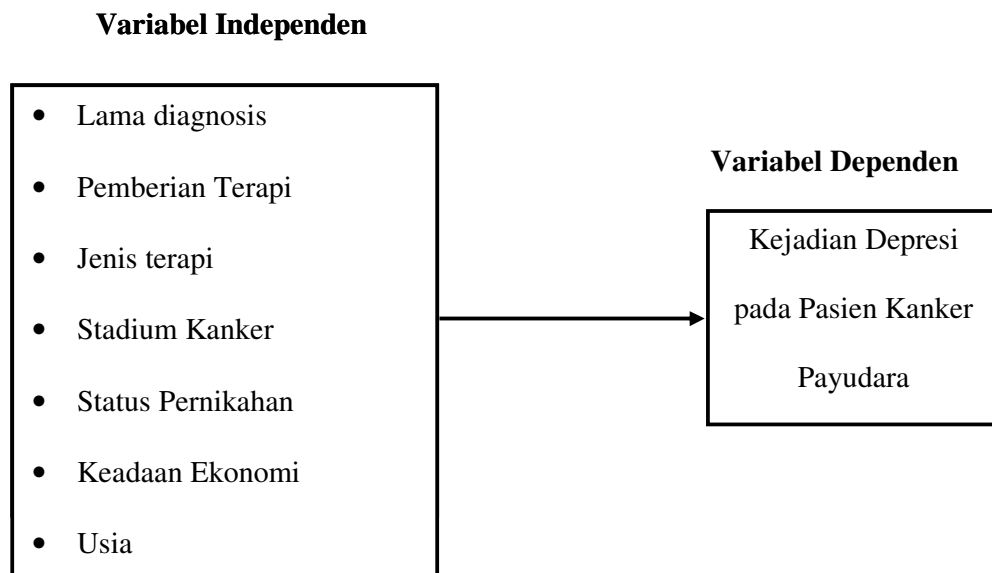 Variabel Independen
• Lama diagnosis
• Pemberian Terapi
• Jenis terapi
• Stadium Kanker
• Status Pernikahan
• Keadaan Ekonomi
• Usia
Variabel Dependen
Kejadian Depresi
pada Pasien Kanker
Payudara